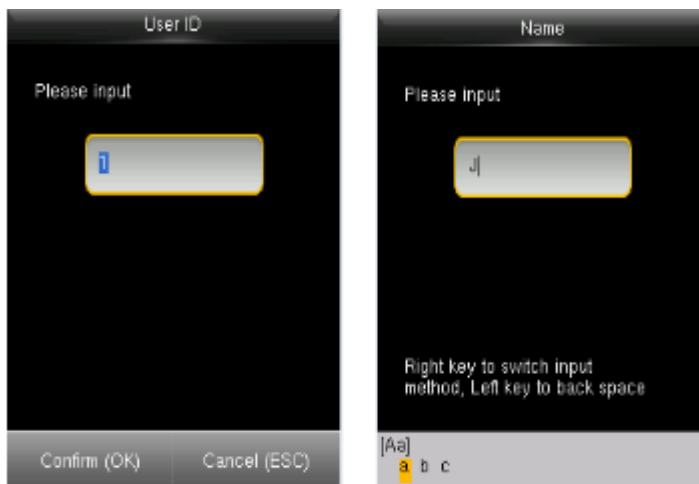 User ID
Please input
1
Confirm (OK) Cancel (ESC)
Name
Please input
J
Right key to switch input
method, Left key to back space
[Aa]
a b c